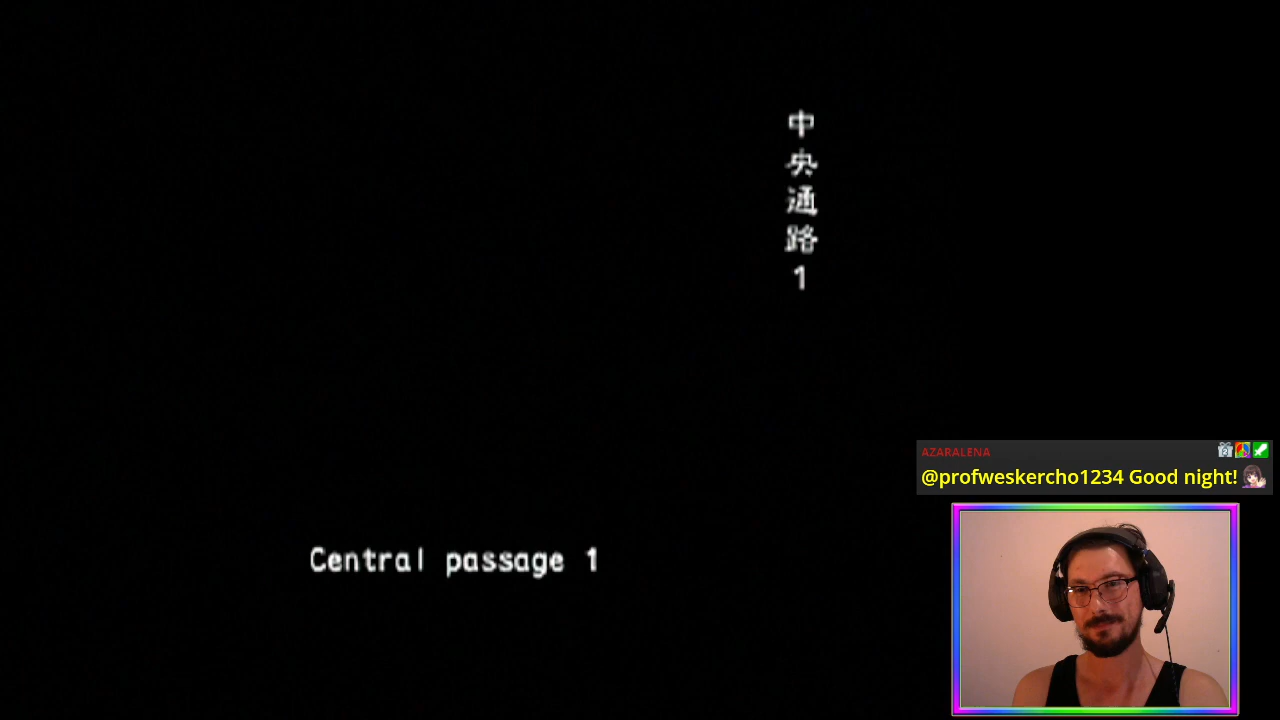 中央通路1
Central passage 1
AZARALENA
@profweskercho1234 Good night!